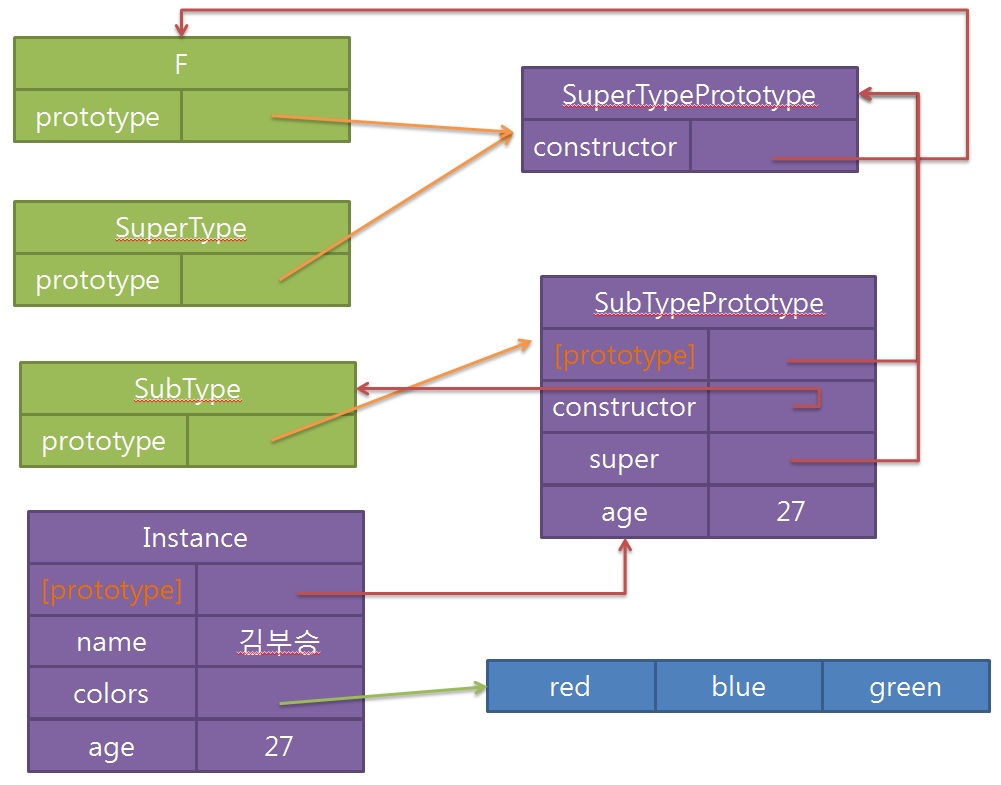 F
prototype
SuperTypePrototype
constructor
SuperType
prototype
SubTypePrototype
[prototype]
constructor
super
age 27
SubType
prototype
Instance
[prototype]
name 김부승
colors
age 27
red blue green